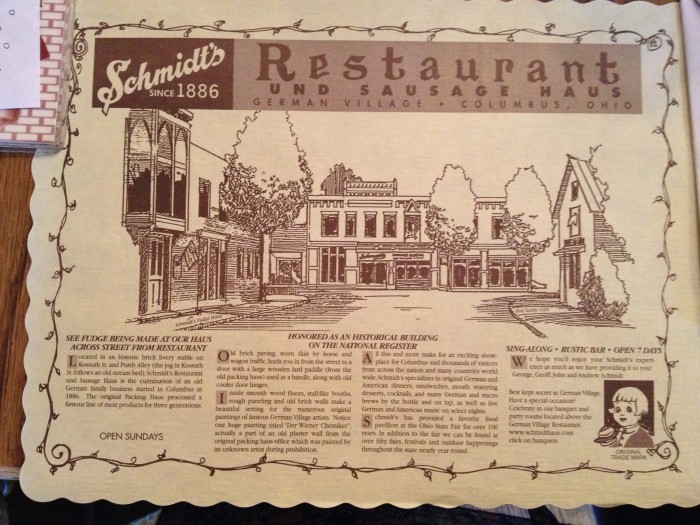 Schmidt's
SINCE 1886
Restaurant
UND SAUSAGE HAUS
GERMAN VILLAGE • COLUMBUS, OHIO
Schmidt's Fudge Haus
SEE FUDGE BEING MADE AT OUR HAUS
ACROSS STREET FROM RESTAURANT
Located in an historic brick livery stable on
Kossuth St. and Purdy Alley (the jog in Kossuth
St. follows an old stream bed), Schmidt's Restaurant
und Sausage Haus is the culmination of an old
German family business started in Columbus in
1886. The original Packing Haus processed a
famous line of meat products for three generations
OPEN SUNDAYS
HONORED AS AN HISTORICAL BUILDING
ON THE NATIONAL REGISTER
Old brick paving, worn thin by horse and
wagon traffic, leads you in from the street to a
door with a large wooden lard paddle (from the
old packing haus) used as a handle, along with old
cooler door hinges.
Inside smooth wood floors, stall-like booths,
rough paneling and old brick walls make a
beautiful setting for the numerous original
paintings of famous German Village artists. Notice
one huge painting titled 'Der Wiener Chemiker',
actually a part of an old plaster wall from the
original packing haus office which was painted by
an unknown artist during prohibition.
All this and more make for an exciting show-
place for Columbus and thousands of visitors
from across the nation and many countries world
wide. Schmidt's specializes in original German and
American dinners, sandwiches, mouth watering
desserts, cocktails, and many German and micro
brews by the bottle and on tap, as well as live
German and American music on select nights.
Schmidt's has provided a favorite food
pavilion at the Ohio State Fair for over 100
years. In addition to the fair we can be found at
over fifty fairs, festivals and outdoor happenings
throughout the state nearly year round.
SING-ALONG • RUSTIC BAR • OPEN 7 DAYS
We hope you'll enjoy your Schmidt's experi-
ence as much as we have providing it to you!
George, Geoff, John and Andrew Schmidt
Best kept secret in German Village.
Have a special occasion?
Celebrate in our banquet and
party rooms located above the
German Village Restaurant.
www.schmidthaus.com
click on banquets
ORIGINAL
TRADE MARK